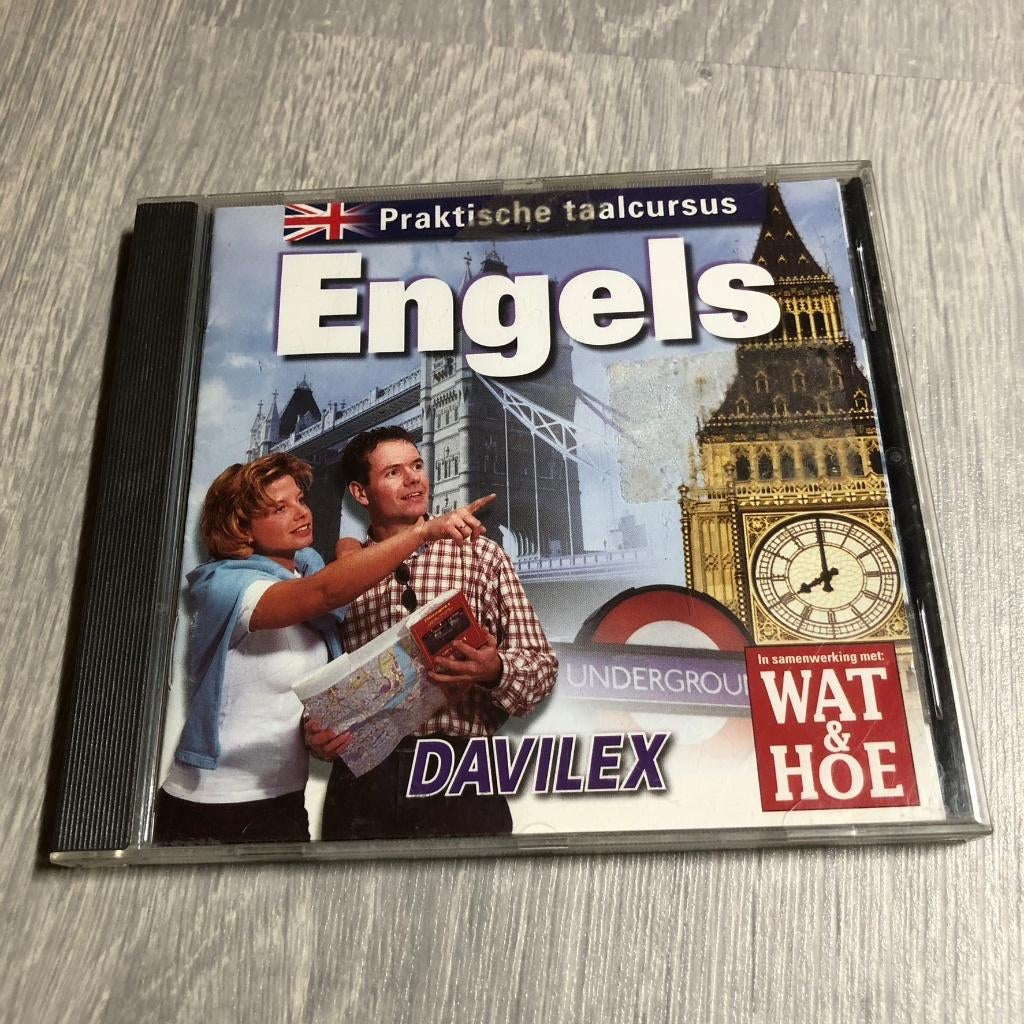 Praktische taalcursus
Engels
UNDERGROU
In samenwerking met:
WAT
&
HOE
DAVILEX